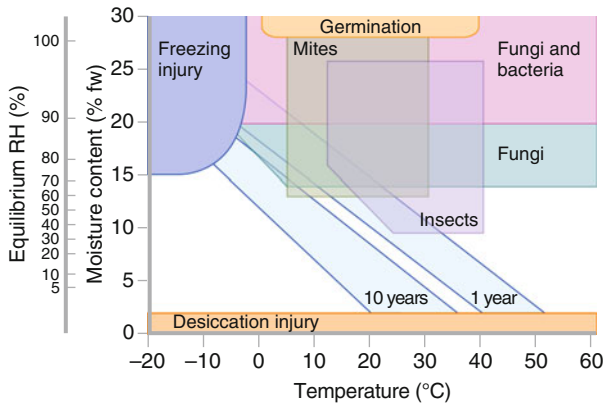 Equilibrium RH (%)
100
90
80
70
60
50
40
30
20
10
5
Moisture content (% fw)
30
25
20
15
10
5
0
Germination
Freezing
injury
Mites
Fungi and
bacteria
Fungi
Insects
10 years
1 year
Desiccation injury
−20
−10
0
10
20
30
40
50
60
Temperature (°C)